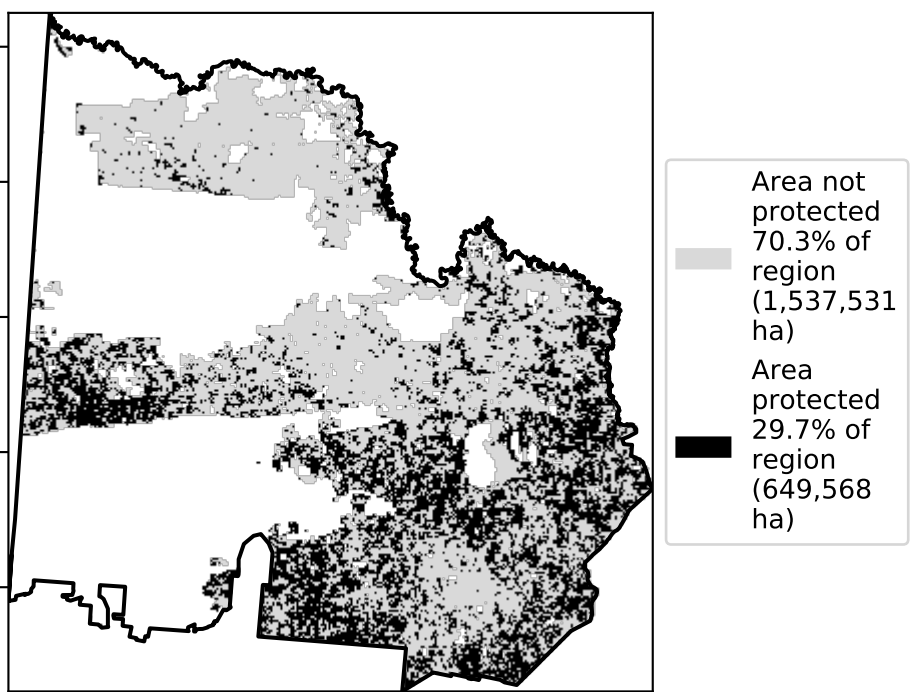 Area not
protected
70.3% of
region
(1,537,531
ha)
Area
protected
29.7% of
region
(649,568
ha)